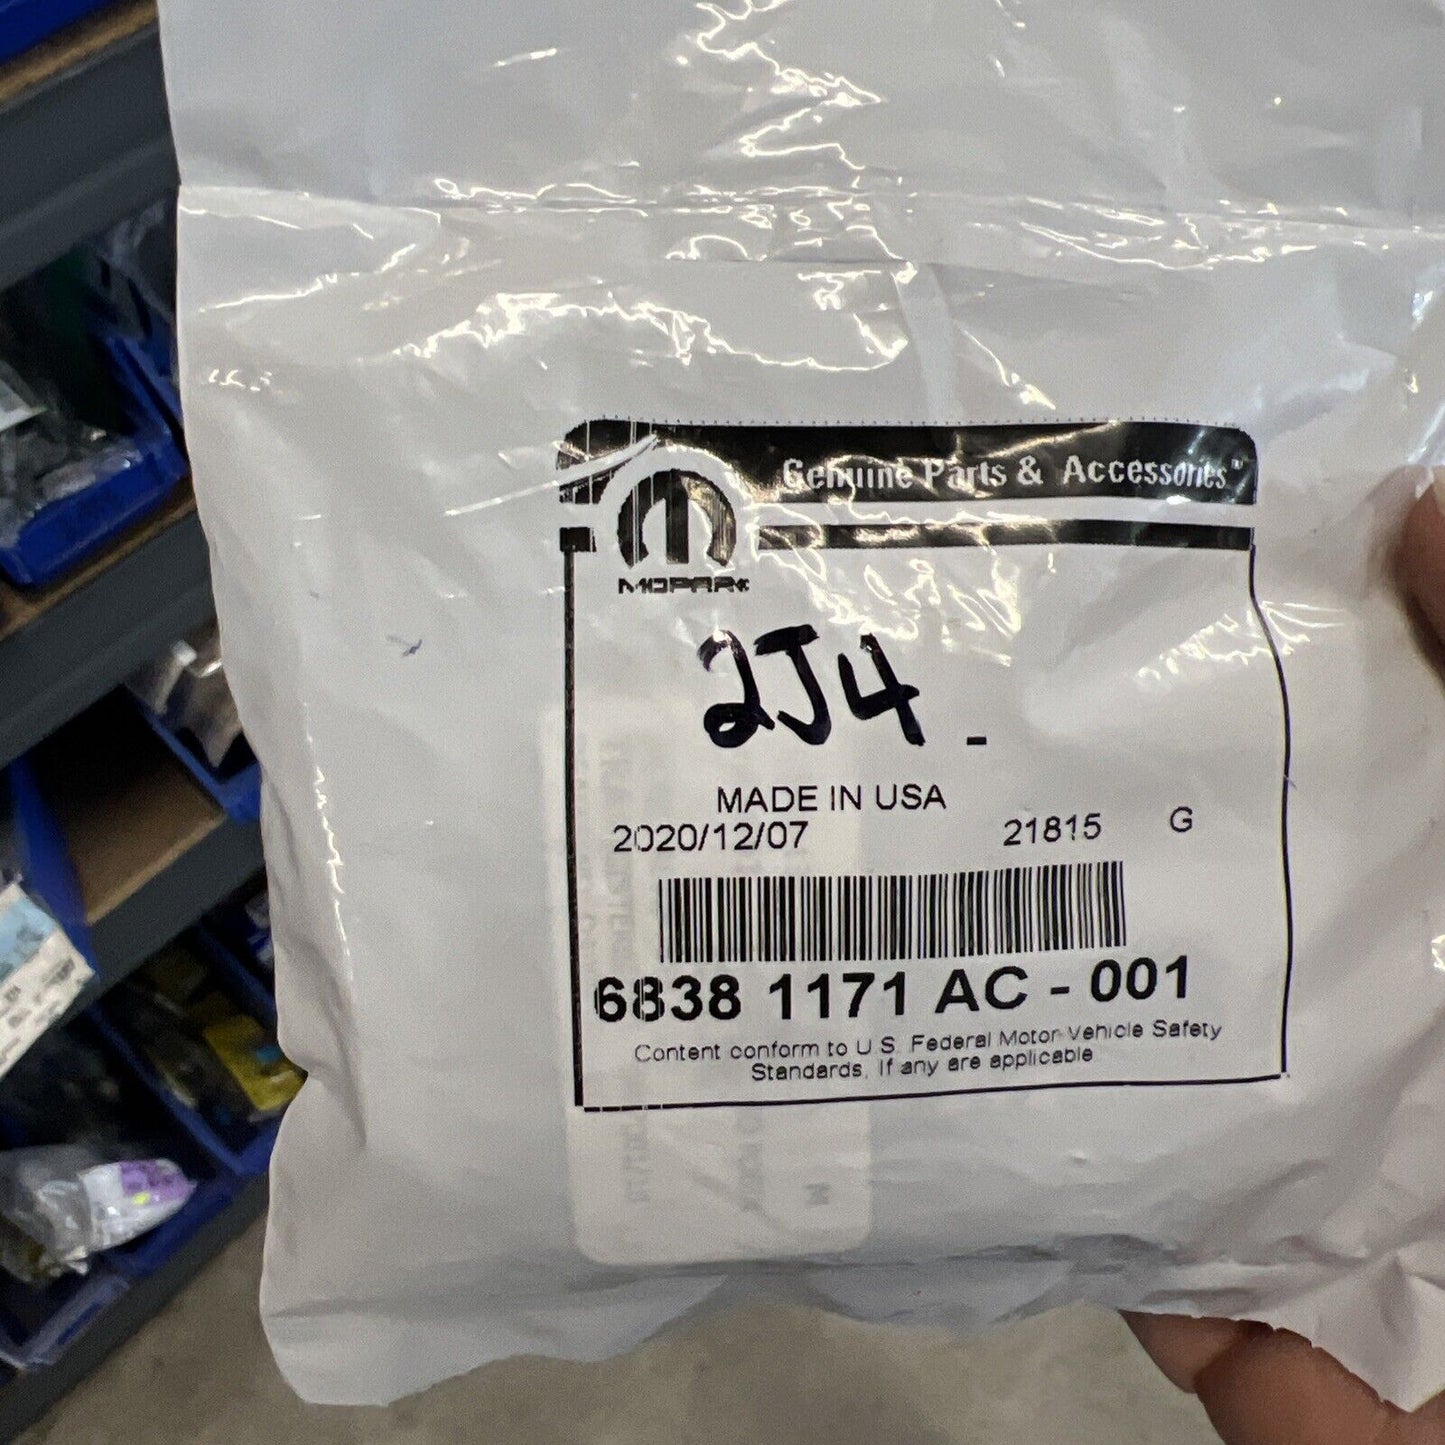 Genuine Parts & Accessories™
MOPAR
2J4 -
MADE IN USA
2020/12/07 21815 G
6838 1171 AC - 001
Content conform to U S. Federal Motor Vehicle Safety
Standards, If any are applicable